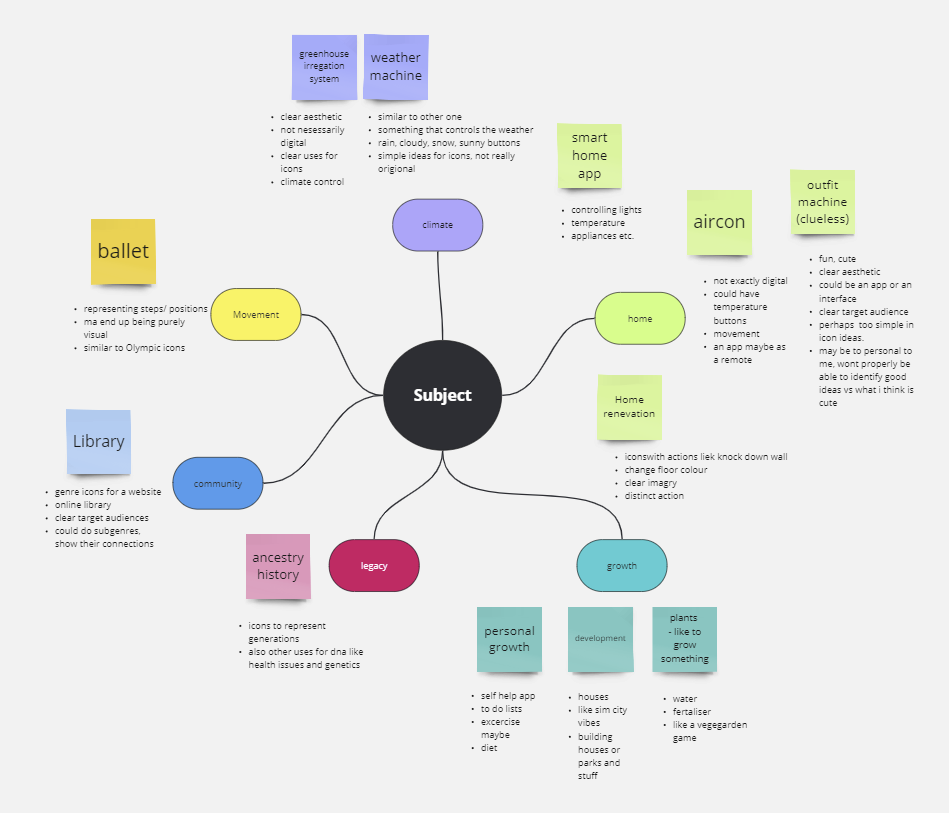 greenhouse
irregation
system
• clear aesthetic
• not nesessarily
digital
• clear uses for
icons
• climate control
weather
machine
• similar to other one
• something that controls the weather
• rain, cloudy, snow, sunny buttons
• simple ideas for icons, not really
origional
climate
smart
home
app
• controlling lights
• temperature
• appliances etc.
aircon
• not exactly digital
• could have
temperature
buttons
• movement
• an app maybe as
a remote
outfit
machine
(clueless)
• fun, cute
• clear aesthetic
• could be an app or an
interface
• clear target audience
• perhaps too simple in
icon ideas.
• may be to personal to
me, wont properly be
able to identify good
ideas vs what i think is
cute
home
Home
renevation
• iconswith actions liek knock down wall
• change floor colour
• clear imagry
• distinct action
ballet
• representing steps/ positions
• ma end up being purely
visual
• similar to Olympic icons
Movement
Subject
Library
• genre icons for a website
• online library
• clear target audiences
• could do subgenres,
show their connections
community
ancestry
history
• icons to represent
generations
• also other uses for dna like
health issues and genetics
legacy
growth
personal
growth
• self help app
• to do lists
• excercise
maybe
• diet
development
• houses
• like sim city
vibes
• building
houses or
parks and
stuff
plants
- like to
grow
something
• water
• fertaliser
• like a vegegarden
game